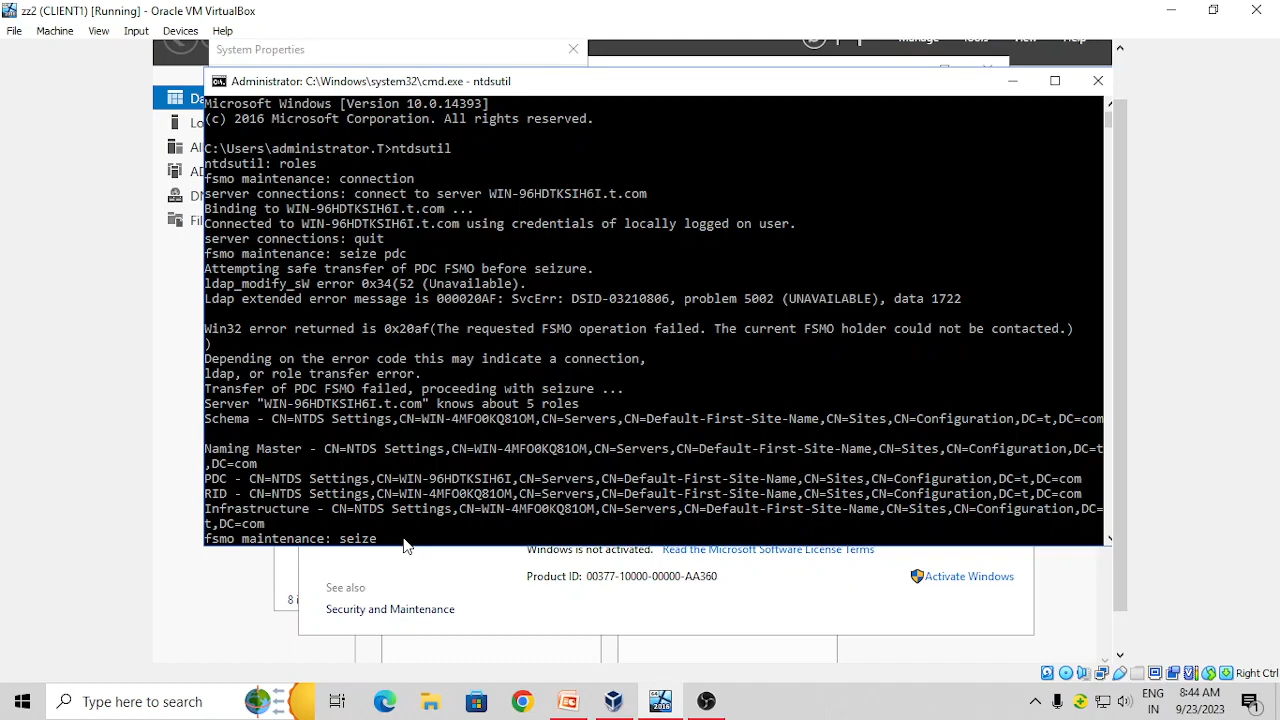 zz2 (CLIENT1) [Running] - Oracle VM VirtualBox
File Machine View Input Devices Help
Manage Tools View Help
System Properties
Administrator: C:\Windows\system32\cmd.exe - ntdsutil
Microsoft Windows [Version 10.0.14393]
(c) 2016 Microsoft Corporation. All rights reserved.
C:\Users\administrator.T>ntdsutil
ntdsutil: roles
fsmo maintenance: connection
server connections: connect to server WIN-96HDTKSIH6I.t.com
Binding to WIN-96HDTKSIH6I.t.com ...
Connected to WIN-96HDTKSIH6I.t.com using credentials of locally logged on user.
server connections: quit
fsmo maintenance: seize pdc
Attempting safe transfer of PDC FSMO before seizure.
ldap_modify_sW error 0x34(52 (Unavailable).
Ldap extended error message is 000020AF: SvcErr: DSID-03210806, problem 5002 (UNAVAILABLE), data 1722
Win32 error returned is 0x20af(The requested FSMO operation failed. The current FSMO holder could not be contacted.)
)
Depending on the error code this may indicate a connection,
ldap, or role transfer error.
Transfer of PDC FSMO failed, proceeding with seizure ...
Server "WIN-96HDTKSIH6I.t.com" knows about 5 roles
Schema - CN=NTDS Settings,CN=WIN-4MFO0KQ81OM,CN=Servers,CN=Default-First-Site-Name,CN=Sites,CN=Configuration,DC=t,DC=com
Naming Master - CN=NTDS Settings,CN=WIN-4MFO0KQ81OM,CN=Servers,CN=Default-First-Site-Name,CN=Sites,CN=Configuration,DC=t
,DC=com
PDC - CN=NTDS Settings,CN=WIN-96HDTKSIH6I,CN=Servers,CN=Default-First-Site-Name,CN=Sites,CN=Configuration,DC=t,DC=com
RID - CN=NTDS Settings,CN=WIN-4MFO0KQ81OM,CN=Servers,CN=Default-First-Site-Name,CN=Sites,CN=Configuration,DC=t,DC=com
Infrastructure - CN=NTDS Settings,CN=WIN-4MFO0KQ81OM,CN=Servers,CN=Default-First-Site-Name,CN=Sites,CN=Configuration,DC=
t,DC=com
fsmo maintenance: seize
Windows is not activated. Read the Microsoft Software License Terms
Product ID: 00377-10000-00000-AA360
Activate Windows
See also
Security and Maintenance
Right Ctrl
Type here to search
ENG
IN
8:44 AM
9/23/2023